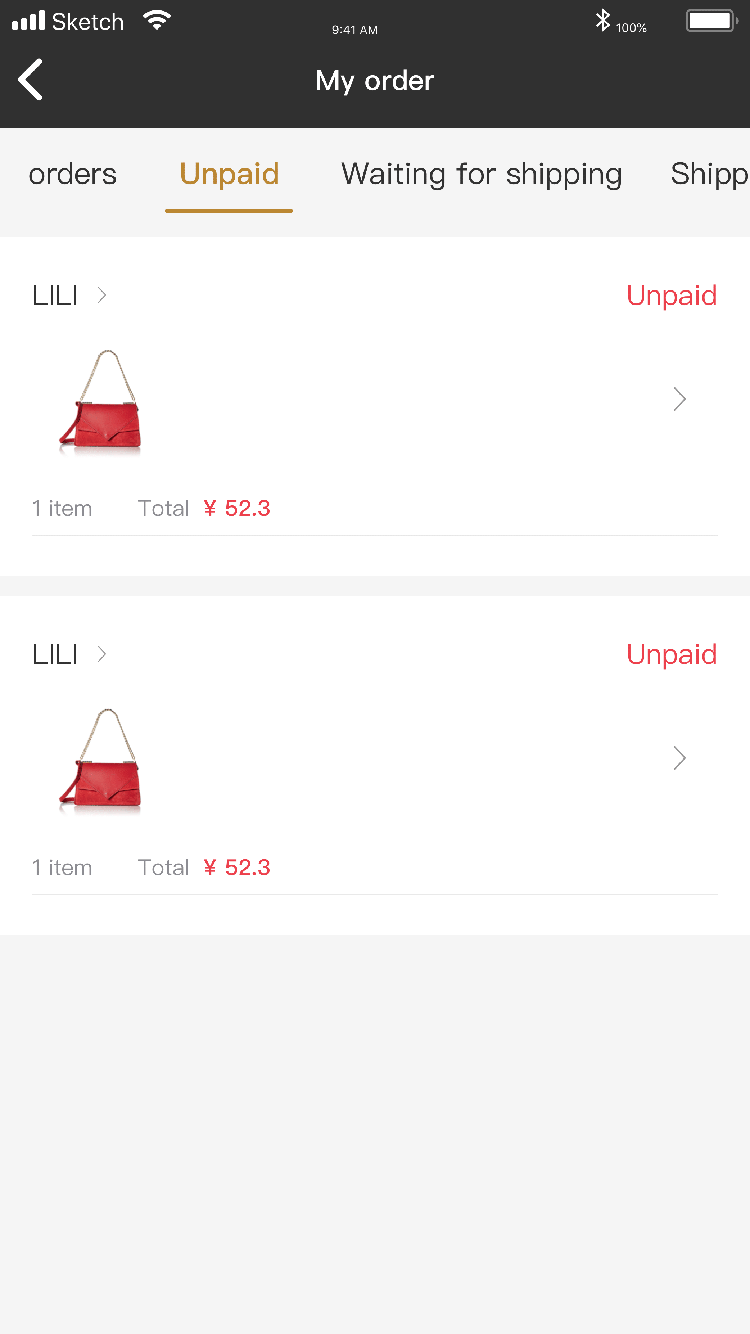 Sketch 9:41 AM 100%
My order
orders Unpaid Waiting for shipping Shipp
LILI Unpaid
1 item Total ¥ 52.3
LILI Unpaid
1 item Total ¥ 52.3